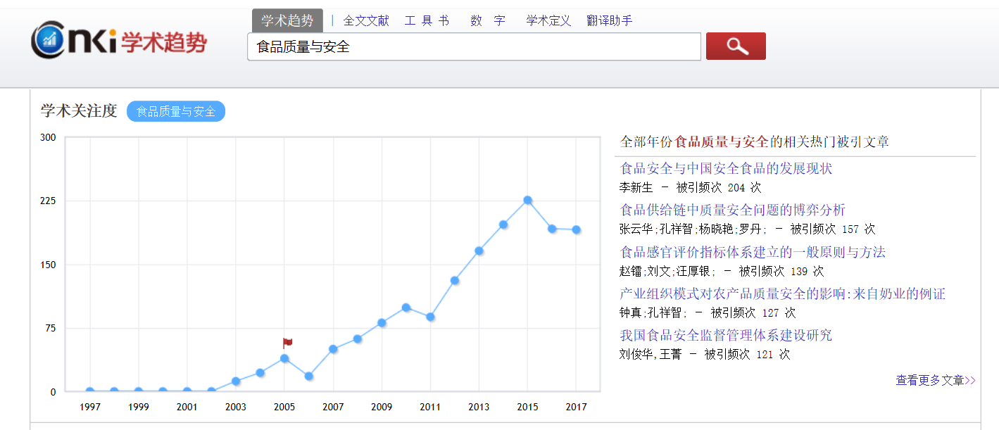 cnki 学术趋势
学术趋势 | 全文文献 工具书 数字 学术定义 翻译助手
食品质量与安全
学术关注度 食品质量与安全
300
225
150
75
0
1997 1999 2001 2003 2005 2007 2009 2011 2013 2015 2017
全部年份食品质量与安全的相关热门被引文章
食品安全与中国安全食品的发展现状
李新生 — 被引频次 204 次
食品供给链中质量安全问题的博弈分析
张云华;孔祥智;杨晓艳;罗丹; — 被引频次 157 次
食品感官评价指标体系建立的一般原则与方法
赵镭;刘文;汪厚银; — 被引频次 139 次
产业组织模式对农产品质量安全的影响:来自奶业的例证
钟真;孔祥智; — 被引频次 127 次
我国食品安全监督管理体系建设研究
刘俊华,王菁 — 被引频次 121 次
查看更多文章>>